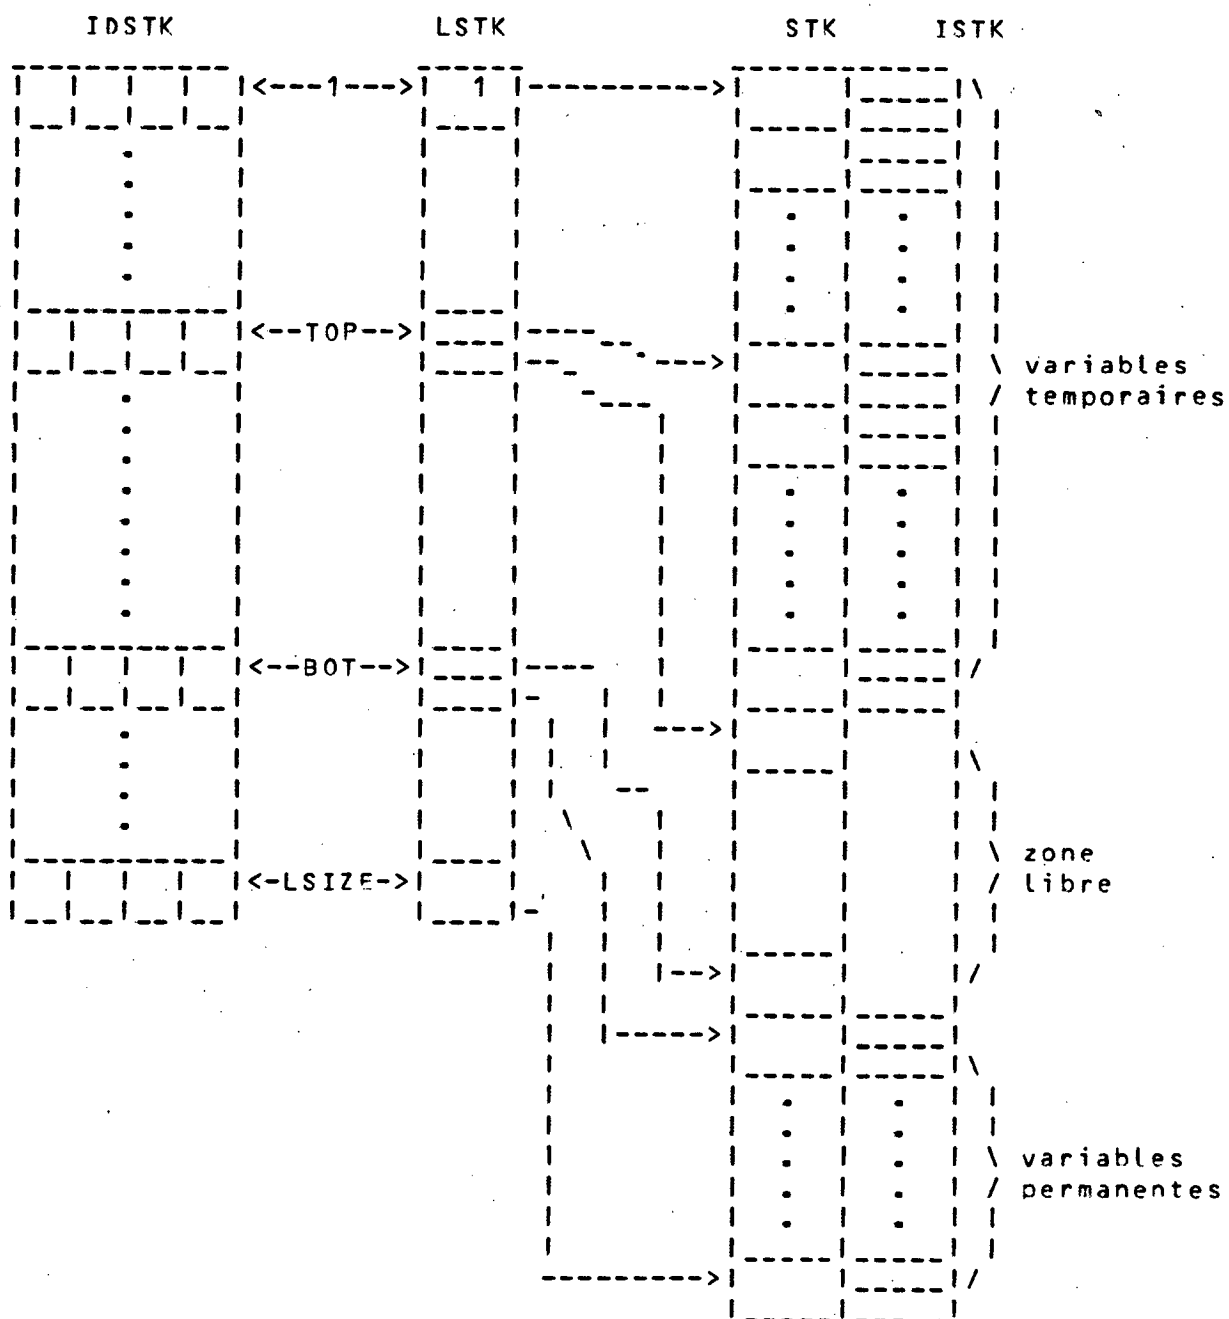 IDSTK LSTK STK ISTK
<---1---> 1
<--TOP-->
variables
temporaires
<--BOT-->
zone
<-LSIZE-> libre
variables
permanentes